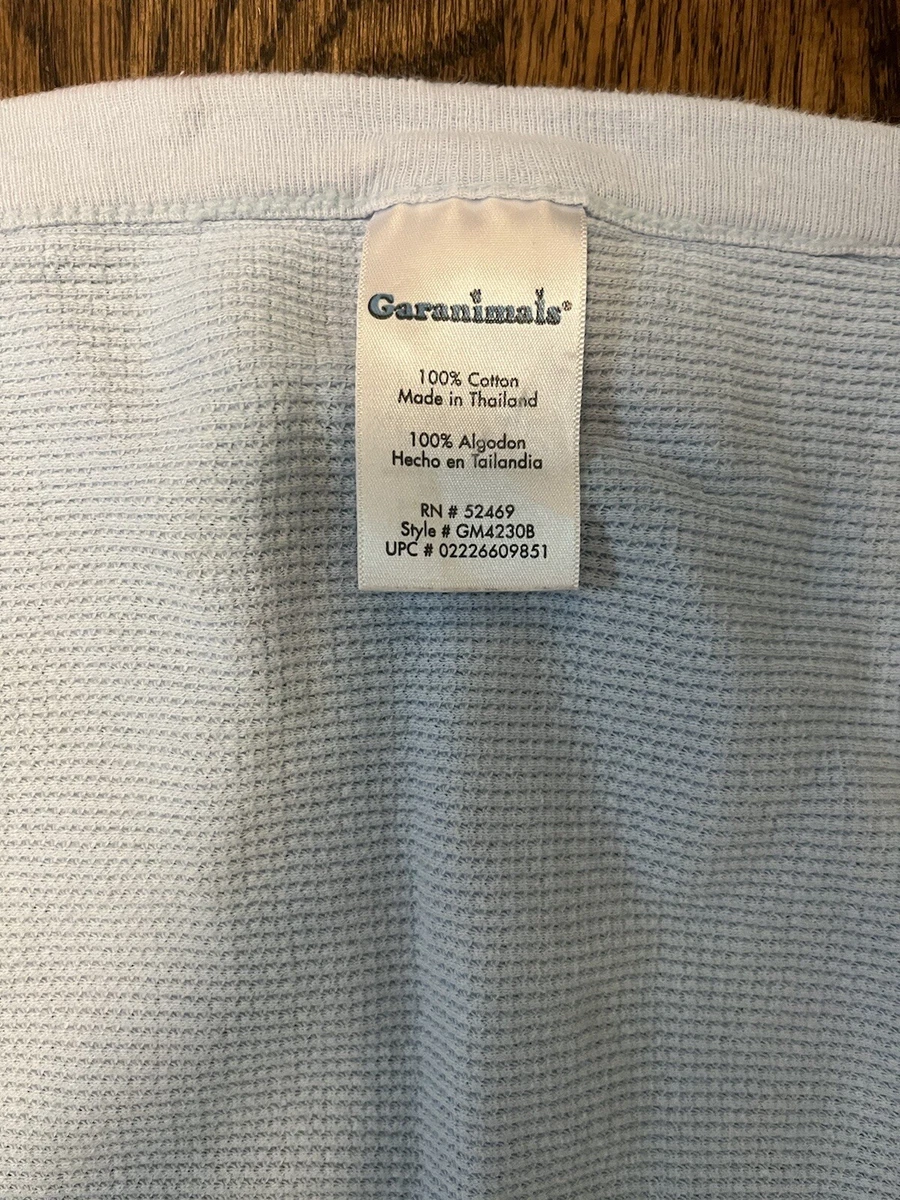 Garanimals®
100% Cotton
Made in Thailand
100% Algodon
Hecho en Tailandia
RN # 52469
Style # GM4230B
UPC # 02226609851